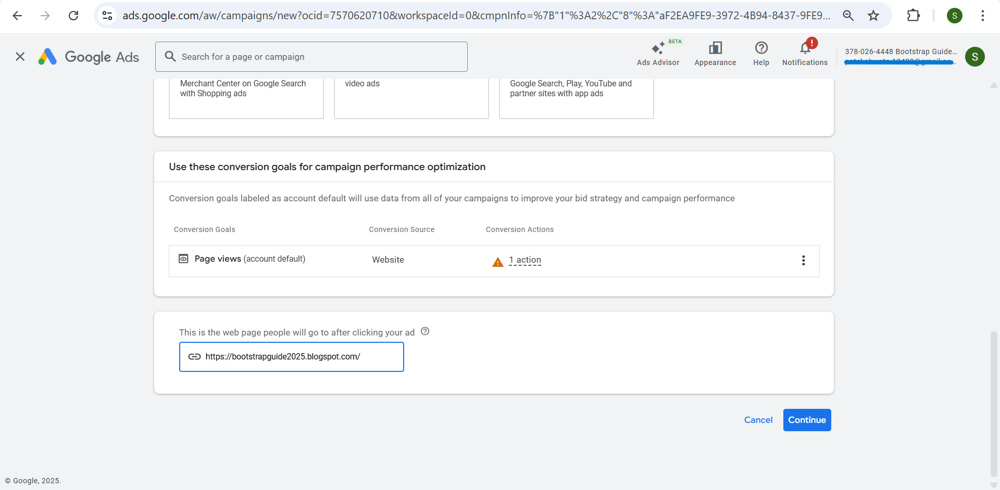 ads.google.com/aw/campaigns/new?ocid=7570620710&workspaceId=0&cmpnInfo=%7B"1"%3A2%2C"8"%3A"aF2EA9FE9-3972-4B94-8437-9FE9...
S
Google Ads
Search for a page or campaign
BETA
Ads Advisor
Appearance
Help
Notifications
378-026-4448 Bootstrap Guide...
S
Merchant Center on Google Search
with Shopping ads
video ads
Google Search, Play, YouTube and
partner sites with app ads
Use these conversion goals for campaign performance optimization
Conversion goals labeled as account default will use data from all of your campaigns to improve your bid strategy and campaign performance
Conversion Goals
Conversion Source
Conversion Actions
Page views (account default)
Website
1 action
This is the web page people will go to after clicking your ad
https://bootstrapguide2025.blogspot.com/
Cancel
Continue
© Google, 2025.